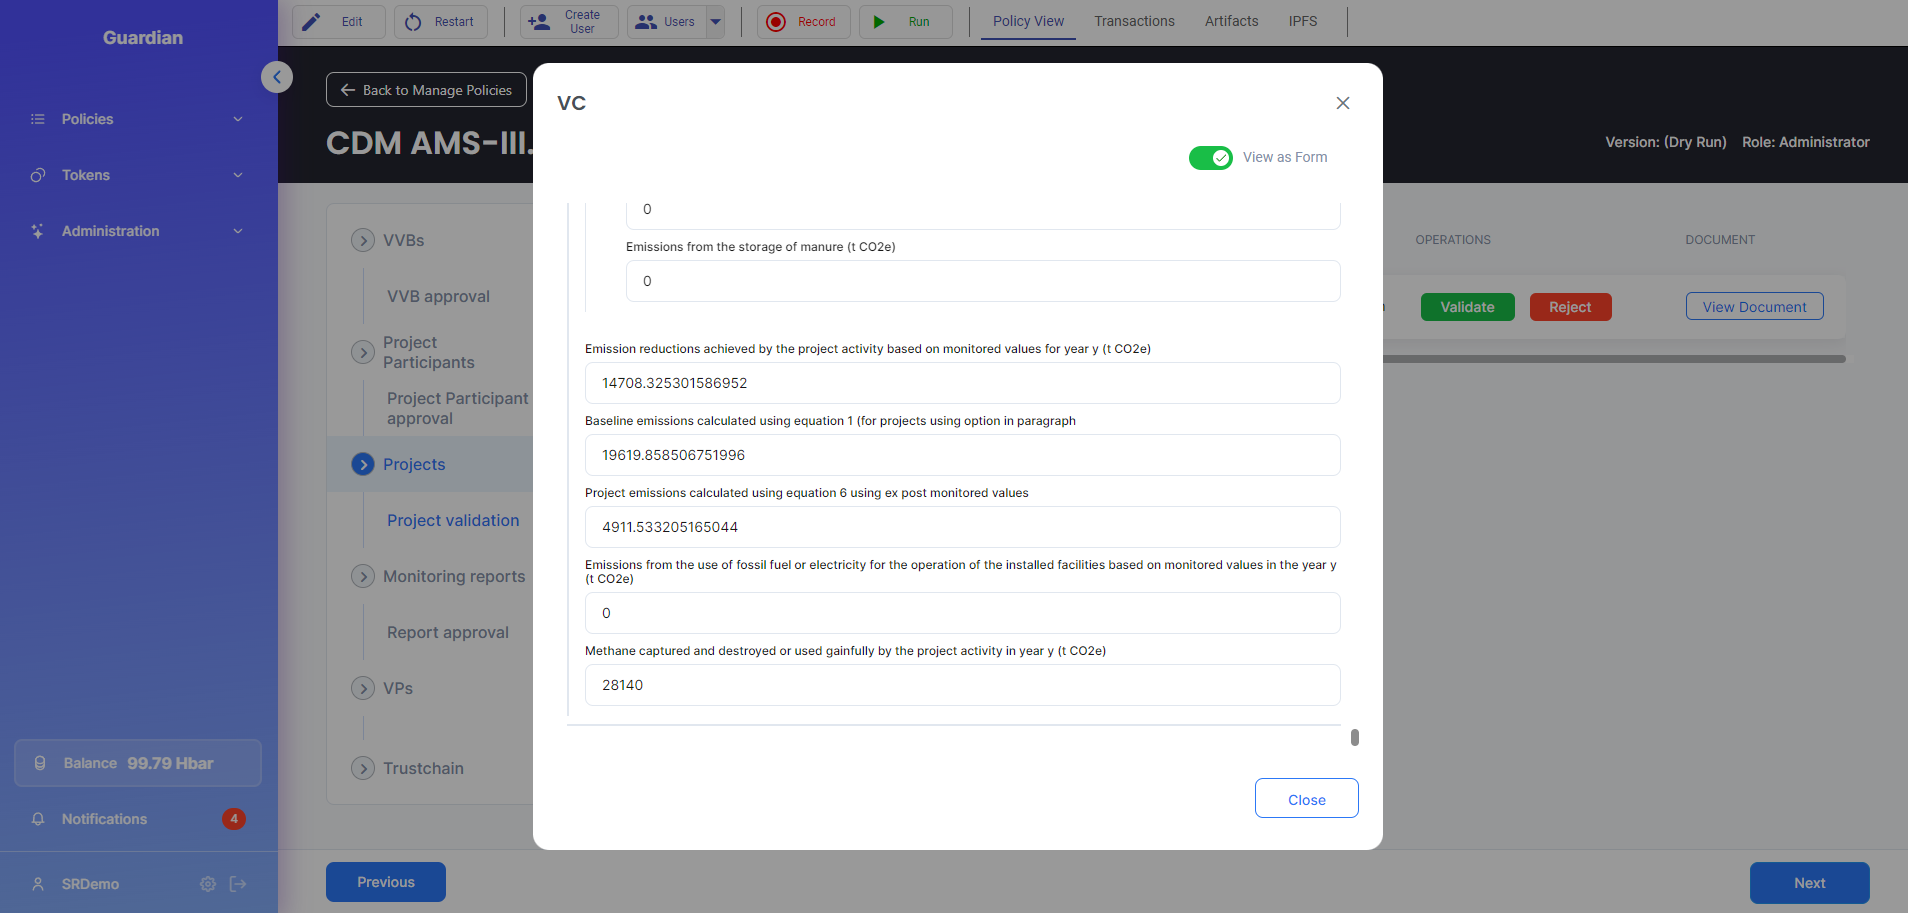 Guardian
Policies
Tokens
Administration
Balance 99.79 Hbar
Notifications 4
SRDemo
Edit
Restart
Create
User
Users
Record
Run
Policy View
Transactions
Artifacts
IPFS
Back to Manage Policies
CDM AMS-III.
Version: (Dry Run) Role: Administrator
VVBs
VVB approval
Project
Participants
Project Participant
approval
Projects
Project validation
Monitoring reports
Report approval
VPs
Trustchain
OPERATIONS
DOCUMENT
Validate
Reject
View Document
VC
View as Form
0
Emissions from the storage of manure (t CO2e)
0
Emission reductions achieved by the project activity based on monitored values for year y (t CO2e)
14708.325301586952
Baseline emissions calculated using equation 1 (for projects using option in paragraph
19619.858506751996
Project emissions calculated using equation 6 using ex post monitored values
4911.533205165044
Emissions from the use of fossil fuel or electricity for the operation of the installed facilities based on monitored values in the year y
(t CO2e)
0
Methane captured and destroyed or used gainfully by the project activity in year y (t CO2e)
28140
Close
Previous
Next